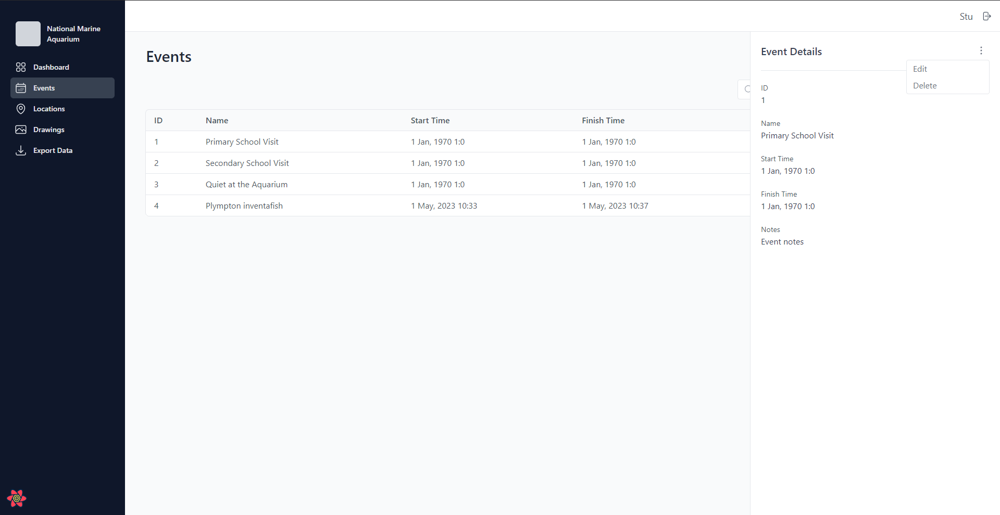 National Marine
Aquarium
Dashboard
Events
Locations
Drawings
Export Data
Stu
Events
ID Name Start Time Finish Time
1 Primary School Visit 1 Jan, 1970 1:0 1 Jan, 1970 1:0
2 Secondary School Visit 1 Jan, 1970 1:0 1 Jan, 1970 1:0
3 Quiet at the Aquarium 1 Jan, 1970 1:0 1 Jan, 1970 1:0
4 Plympton inventafish 1 May, 2023 10:33 1 May, 2023 10:37
Event Details
Edit
Delete
ID
1
Name
Primary School Visit
Start Time
1 Jan, 1970 1:0
Finish Time
1 Jan, 1970 1:0
Notes
Event notes